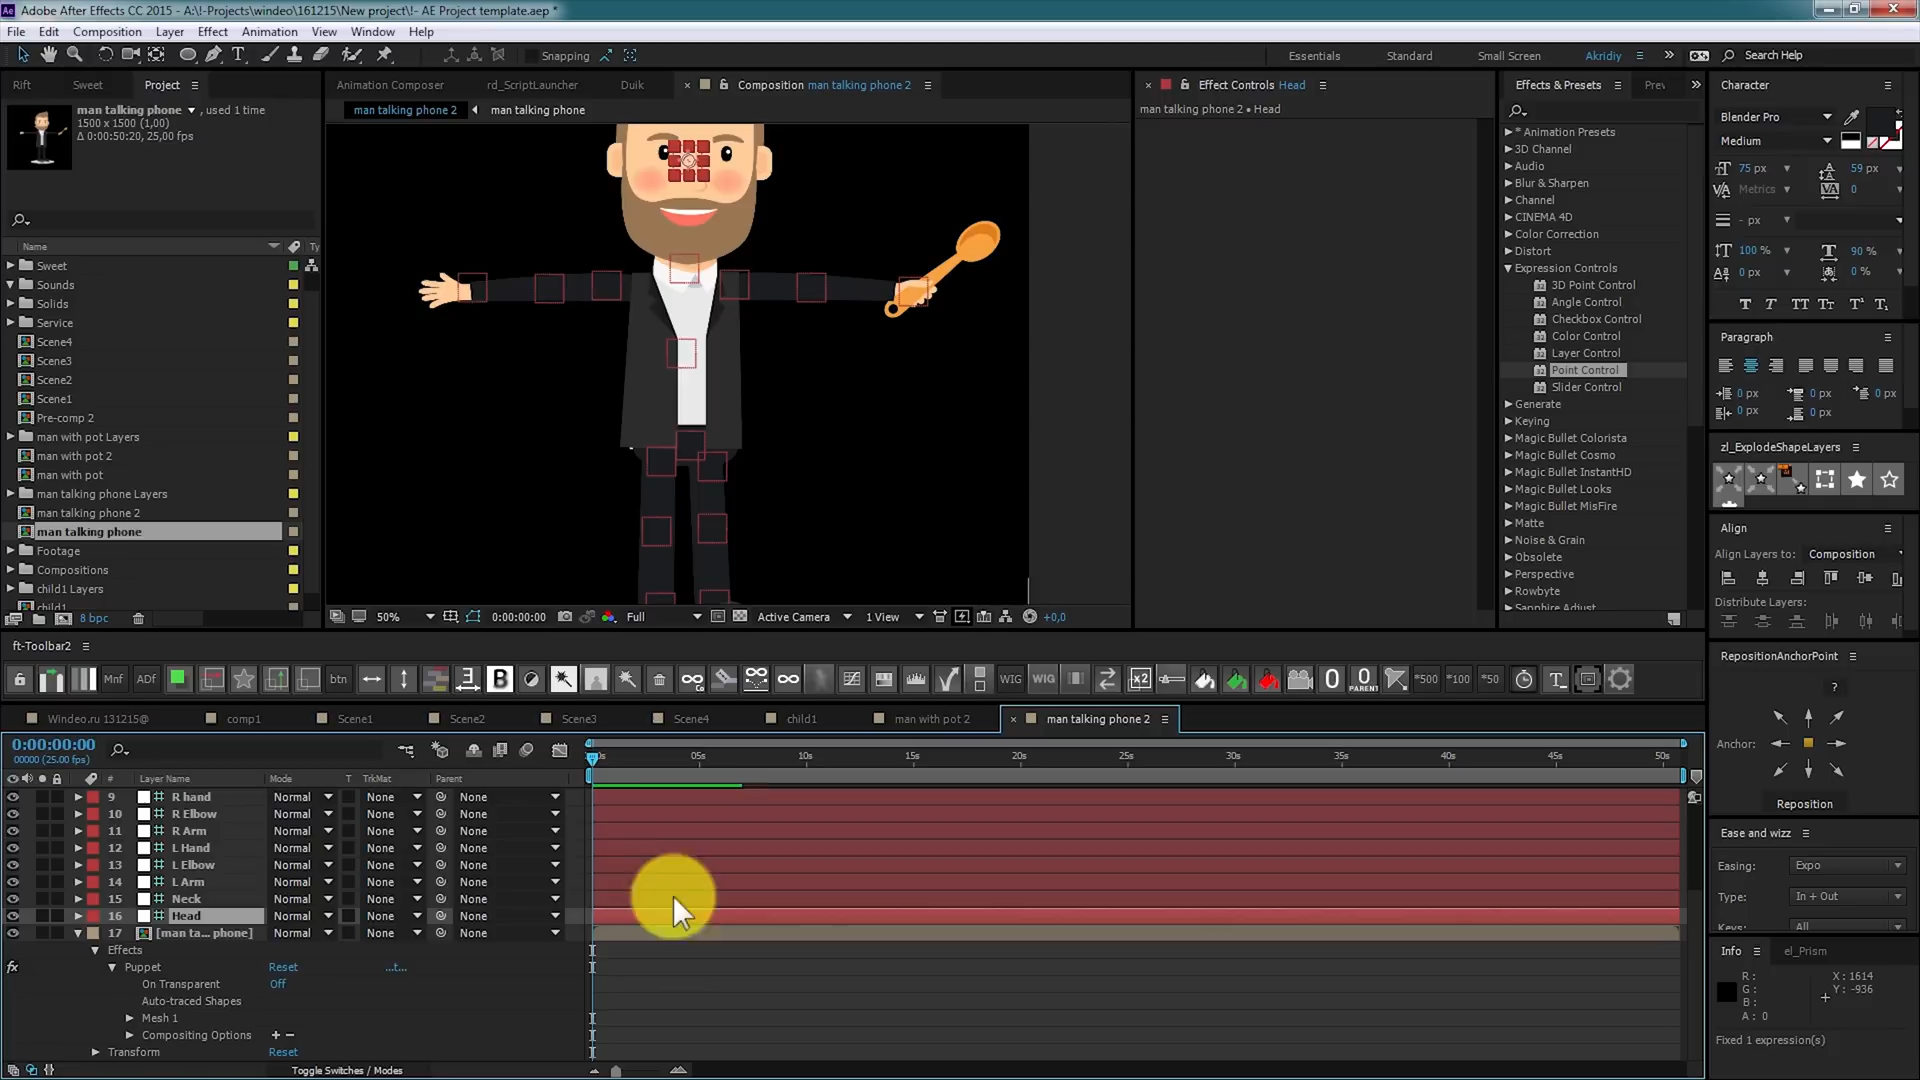 Adobe After Effects CC 2015 - A:\!-Projects\windeo\161215\New project\!- AE Project template.aep *
File Edit Composition Layer Effect Animation View Window Help
Snapping
Essentials Standard Small Screen Akridiy Search Help
Rift Sweet Project
man talking phone , used 1 time
1500 x 1500 (1,00)
Δ 0:00:50:20, 25,00 fps
Name Ty
Sweet
Sounds
Solids
Service
Scene4
Scene3
Scene2
Scene1
Pre-comp 2
man with pot Layers
man with pot 2
man with pot
man talking phone Layers
man talking phone 2
man talking phone
Footage
Compositions
child1 Layers
child1
8 bpc
Animation Composer rd_ScriptLauncher Duik Composition man talking phone 2
man talking phone 2 man talking phone
50% 0:00:00:00 Full Active Camera 1 View +0,0
Effect Controls Head
man talking phone 2 • Head
Effects & Presets Prev
* Animation Presets
3D Channel
Audio
Blur & Sharpen
Channel
CINEMA 4D
Color Correction
Distort
Expression Controls
3D Point Control
Angle Control
Checkbox Control
Color Control
Layer Control
Point Control
Slider Control
Generate
Keying
Magic Bullet Colorista
Magic Bullet Cosmo
Magic Bullet InstantHD
Magic Bullet Looks
Magic Bullet MisFire
Matte
Noise & Grain
Obsolete
Perspective
Rowbyte
Sapphire Adjust
Character
Blender Pro
Medium
75 px 59 px
Metrics 0
- px
100 % 90 %
0 px 0 %
T T TT Tr T' T,
Paragraph
0 px 0 px 0 px
0 px 0 px
zl_ExplodeShapeLayers
Align
Align Layers to: Composition
Distribute Layers:
RepositionAnchorPoint
?
Anchor:
Reposition
Ease and wizz
Easing: Expo
Type: In + Out
Keys: All
Info el_Prism
R : X : 1614
G : Y : -936
B :
A : 0
Fixed 1 expression(s)
ft-Toolbar2
Mnf ADf btn 3 B Co WIG WIG x2 0 0 PARENT *500 *100 *50 T
Windeo.ru 131215@ comp1 Scene1 Scene2 Scene3 Scene4 child1 man with pot 2 man talking phone 2
0:00:00:00
00000 (25.00 fps)
0s 05s 10s 15s 20s 25s 30s 35s 40s 45s 50s
# Layer Name Mode T TrkMat Parent
9 R hand Normal None None
10 R Elbow Normal None None
11 R Arm Normal None None
12 L Hand Normal None None
13 L Elbow Normal None None
14 L Arm Normal None None
15 Neck Normal None None
16 Head Normal None None
17 [man ta... phone] Normal None None
Effects
fx Puppet Reset ...t...
On Transparent Off
Auto-traced Shapes
Mesh 1
Compositing Options + −
Transform Reset
Toggle Switches / Modes